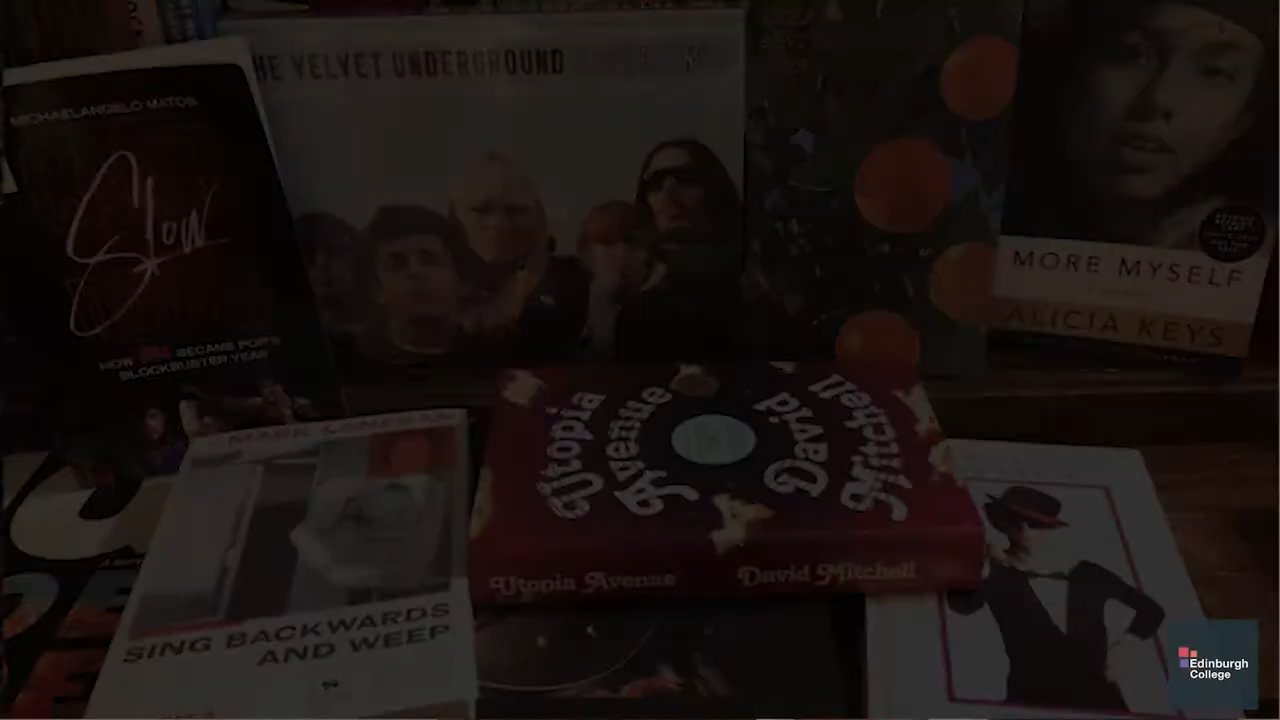 THE VELVET UNDERGROUND
MICHAELANGELO MATOS
Slow
HOW BECAME POP'S
BLOCKBUSTER YEAR
MORE MYSELF
ALICIA KEYS
Utopia
Avenue
David
Mitchell
Utopia Avenue
David Mitchell
MARK LANEGAN
SING BACKWARDS
AND WEEP
Edinburgh
College